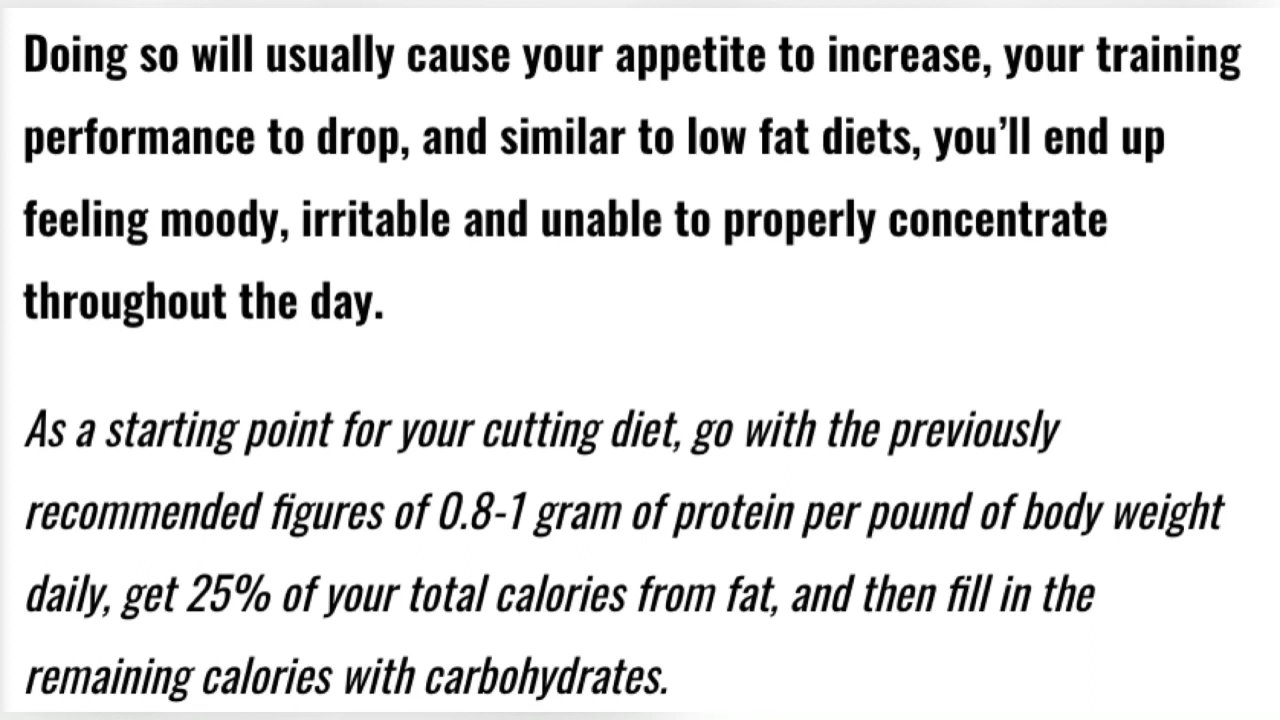 Doing so will usually cause your appetite to increase, your training
performance to drop, and similar to low fat diets, you’ll end up
feeling moody, irritable and unable to properly concentrate
throughout the day.
As a starting point for your cutting diet, go with the previously
recommended figures of 0.8-1 gram of protein per pound of body weight
daily, get 25% of your total calories from fat, and then fill in the
remaining calories with carbohydrates.